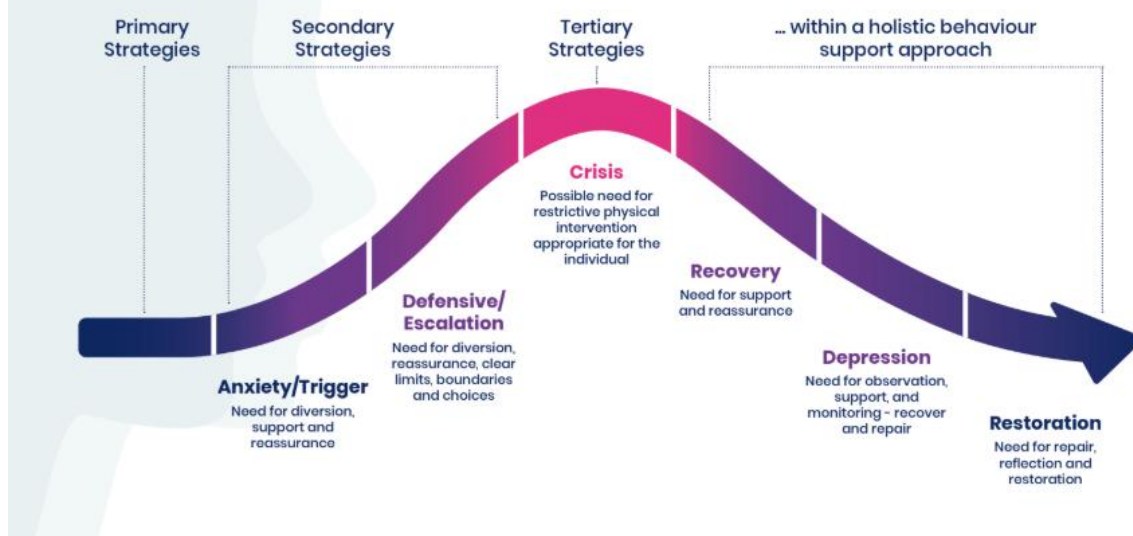 Primary
Strategies
Secondary
Strategies
Tertiary
Strategies
... within a holistic behaviour
support approach
Crisis
Possible need for
restrictive physical
intervention
appropriate for the
individual
Recovery
Need for support
and reassurance
Defensive/
Escalation
Need for diversion,
reassurance, clear
limits, boundaries
and choices
Depression
Need for observation,
support, and
monitoring - recover
and repair
Anxiety/Trigger
Need for diversion,
support and
reassurance
Restoration
Need for repair,
reflection and
restoration